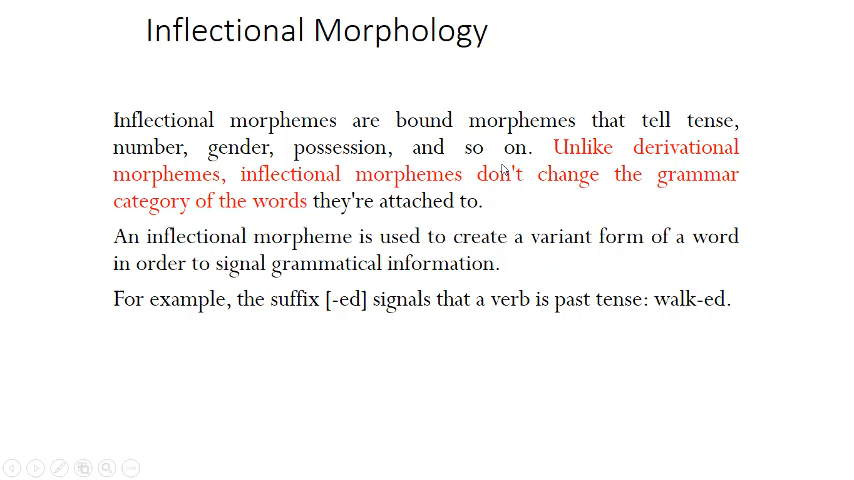 Inflectional Morphology
Inflectional morphemes are bound morphemes that tell tense,
number, gender, possession, and so on. Unlike derivational
morphemes, inflectional morphemes don't change the grammar
category of the words they're attached to.
An inflectional morpheme is used to create a variant form of a word
in order to signal grammatical information.
For example, the suffix [-ed] signals that a verb is past tense: walk-ed.